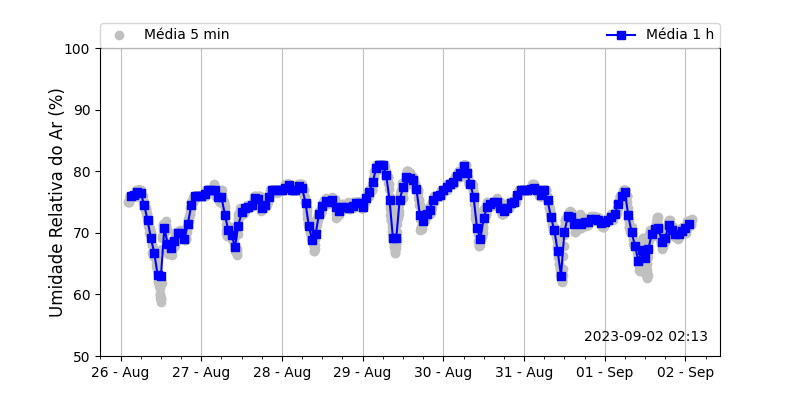 Média 5 min
Média 1 h
Umidade Relativa do Ar (%)
100
90
80
70
60
50
2023-09-02 02:13
26 - Aug
27 - Aug
28 - Aug
29 - Aug
30 - Aug
31 - Aug
01 - Sep
02 - Sep